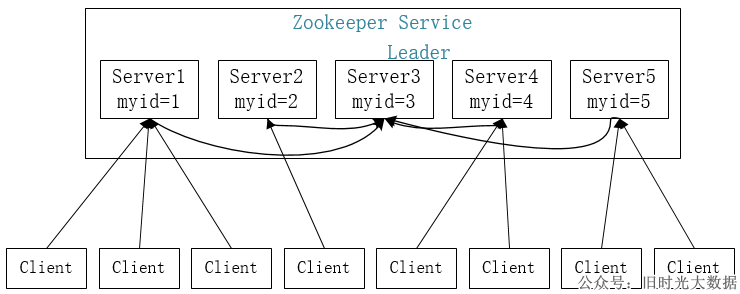 Zookeeper Service
Leader
Server1 Server2 Server3 Server4 Server5
myid=1 myid=2 myid=3 myid=4 myid=5
Client Client Client Client Client Client Client Client
公众号：旧时光大数据